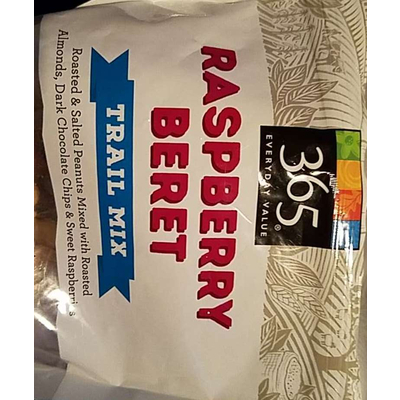 365
EVERYDAY VALUE®
RASPBERRY
BERET
TRAIL MIX
Roasted & Salted Peanuts Mixed with Roasted
Almonds, Dark Chocolate Chips & Sweet Raspberries